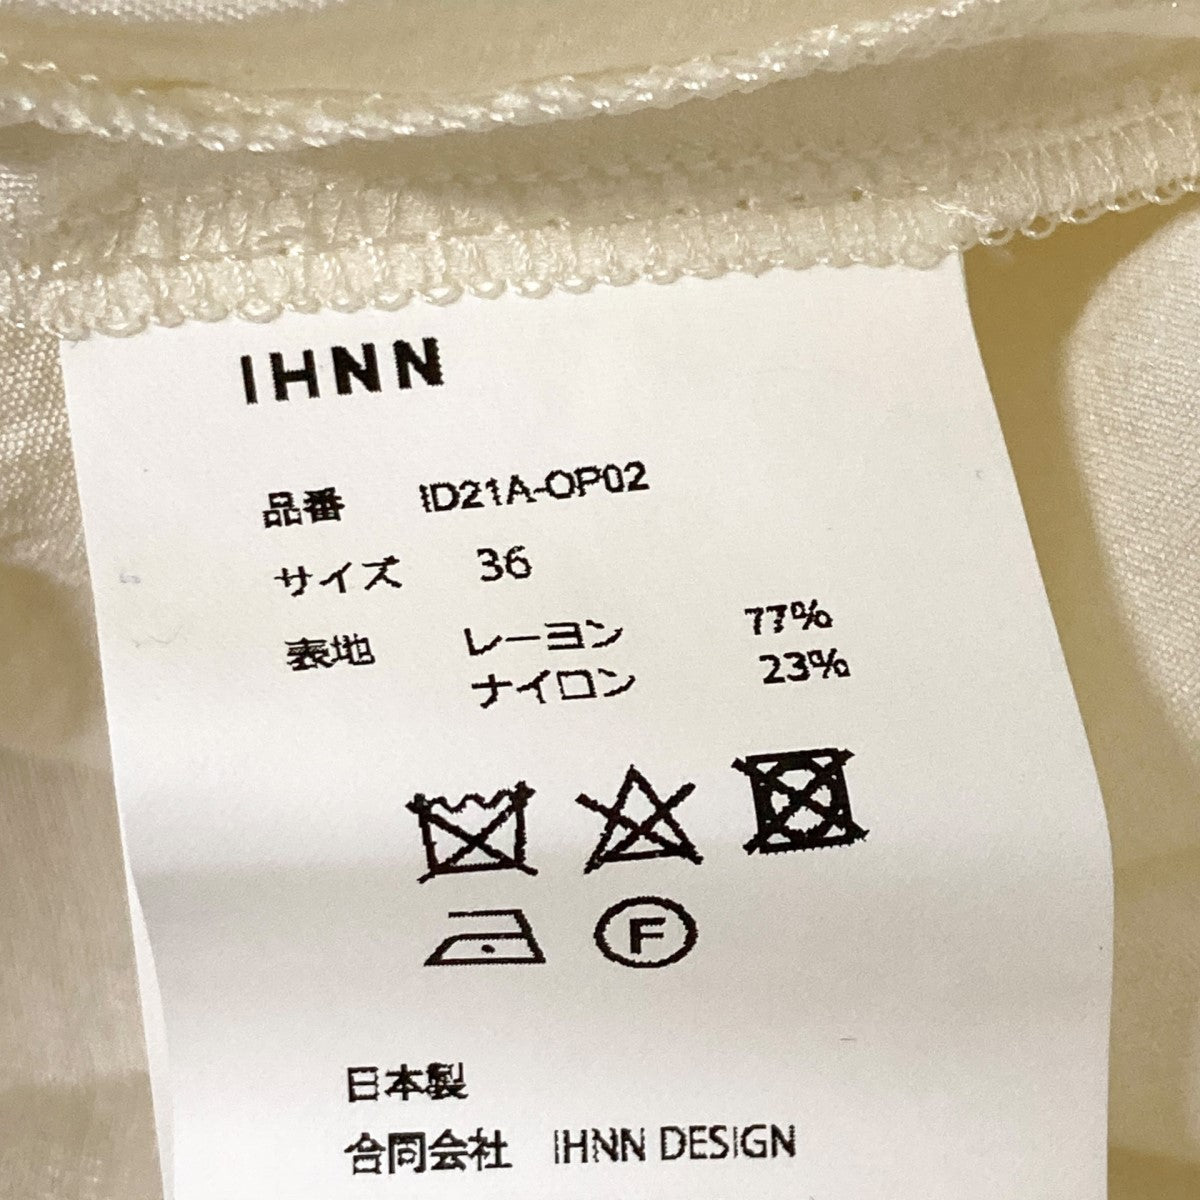 IHNN
品番 ID21A-OP02
サイズ 36
表地 レーヨン 77%
ナイロン 23%
F
日本製
合同会社 IHNN DESIGN